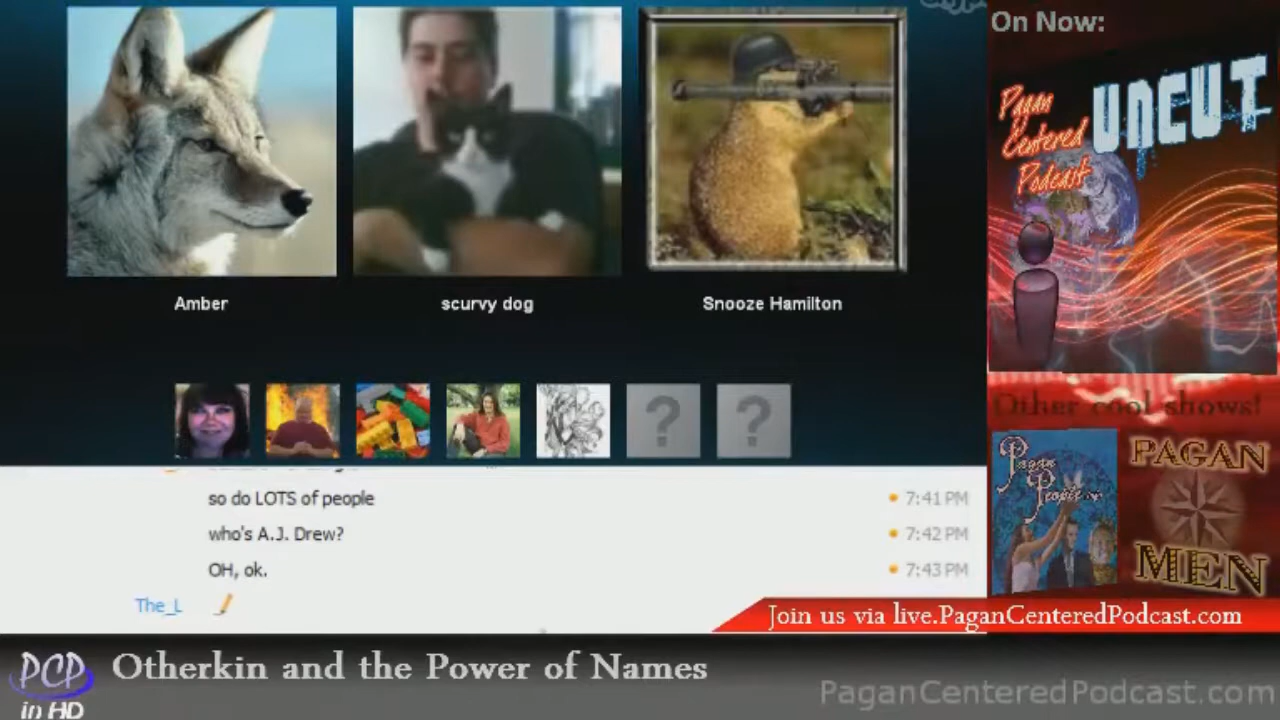 On Now:
Pagan
Centered
Podcast
UNCUT
Amber
scurvy dog
Snooze Hamilton
? ?
Other cool shows!
Pagan
People
PAGAN
MEN
so do LOTS of people 7:41 PM
who's A.J. Drew? 7:42 PM
OH, ok. 7:43 PM
The_L
Join us via live.PaganCenteredPodcast.com
PCP
in HD
Otherkin and the Power of Names
PaganCenteredPodcast.com